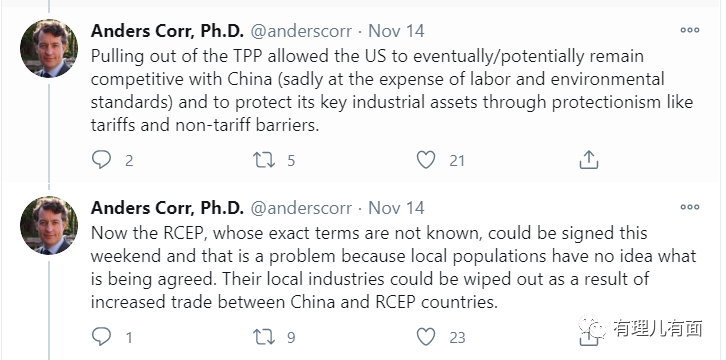 Anders Corr, Ph.D. @anderscorr · Nov 14
Pulling out of the TPP allowed the US to eventually/potentially remain
competitive with China (sadly at the expense of labor and environmental
standards) and to protect its key industrial assets through protectionism like
tariffs and non-tariff barriers.
2 5 21
Anders Corr, Ph.D. @anderscorr · Nov 14
Now the RCEP, whose exact terms are not known, could be signed this
weekend and that is a problem because local populations have no idea what
is being agreed. Their local industries could be wiped out as a result of
increased trade between China and RCEP countries.
1 9 23
有理儿有面